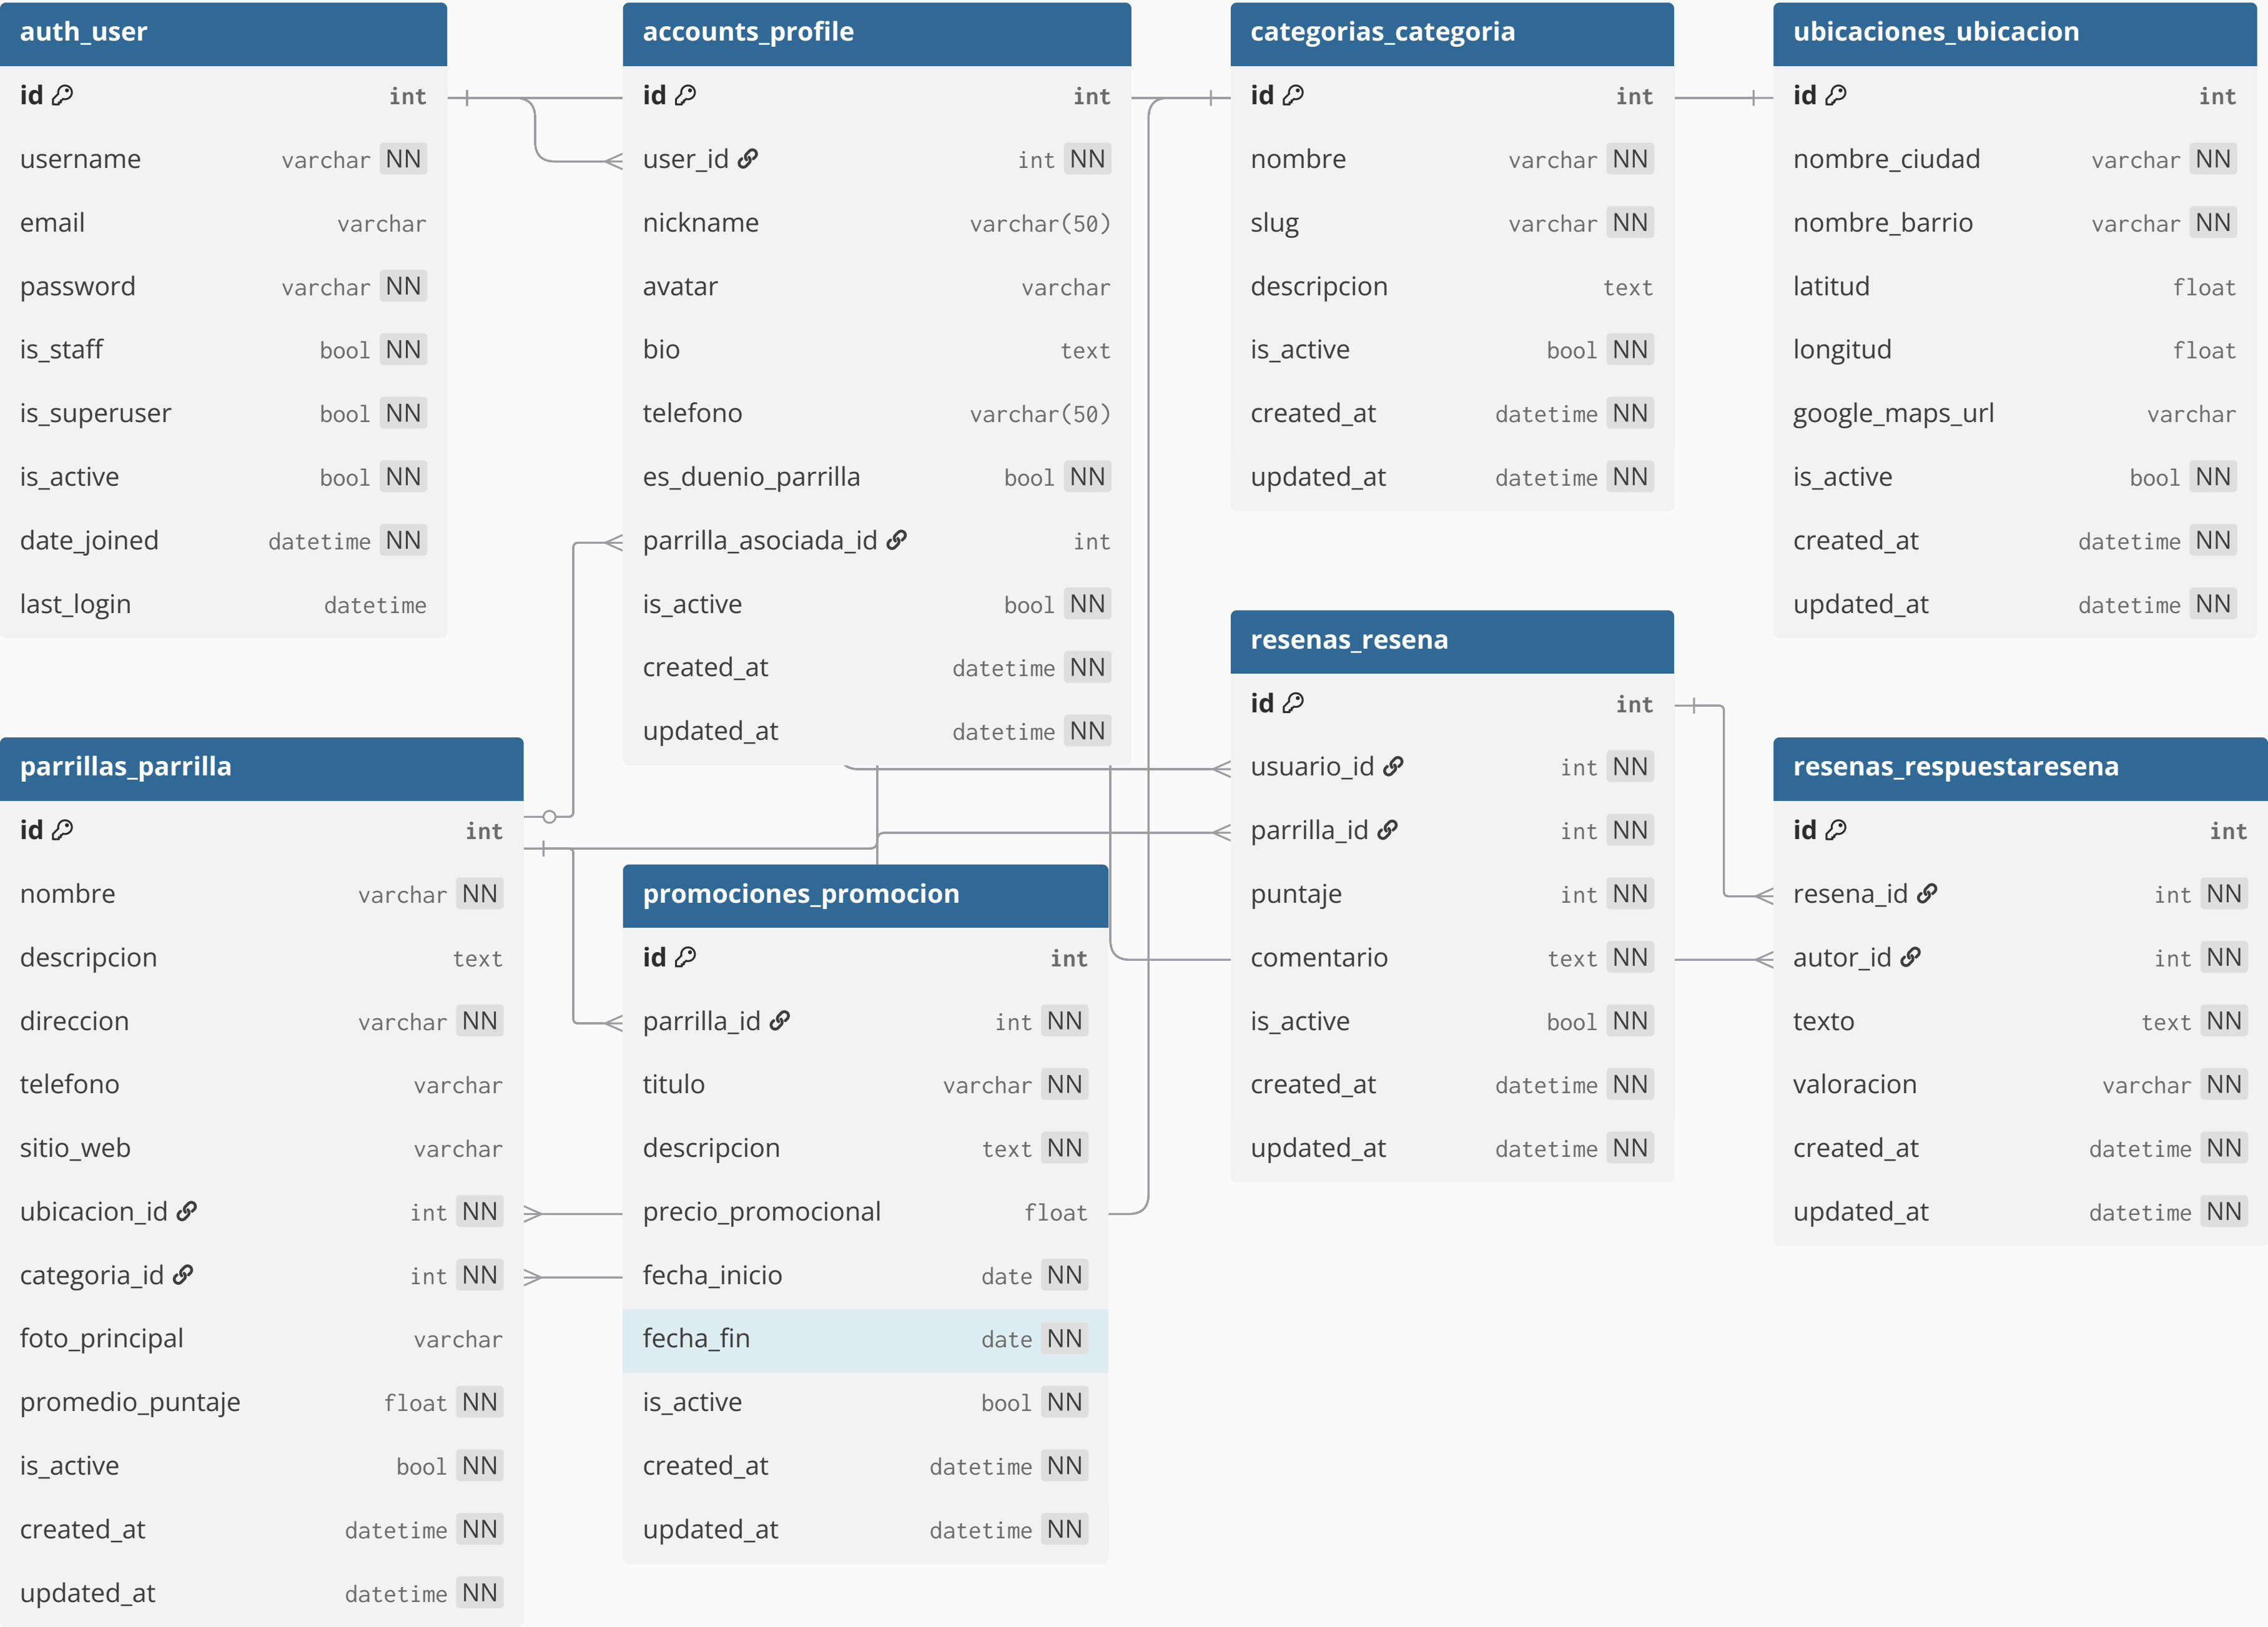 auth_user
id int
username varchar NN
email varchar
password varchar NN
is_staff bool NN
is_superuser bool NN
is_active bool NN
date_joined datetime NN
last_login datetime
accounts_profile
id int
user_id int NN
nickname varchar(50)
avatar varchar
bio text
telefono varchar(50)
es_duenio_parrilla bool NN
parrilla_asociada_id int
is_active bool NN
created_at datetime NN
updated_at datetime NN
categorias_categoria
id int
nombre varchar NN
slug varchar NN
descripcion text
is_active bool NN
created_at datetime NN
updated_at datetime NN
ubicaciones_ubicacion
id int
nombre_ciudad varchar NN
nombre_barrio varchar NN
latitud float
longitud float
google_maps_url varchar
is_active bool NN
created_at datetime NN
updated_at datetime NN
parrillas_parrilla
id int
nombre varchar NN
descripcion text
direccion varchar NN
telefono varchar
sitio_web varchar
ubicacion_id int NN
categoria_id int NN
foto_principal varchar
promedio_puntaje float NN
is_active bool NN
created_at datetime NN
updated_at datetime NN
promociones_promocion
id int
parrilla_id int NN
titulo varchar NN
descripcion text NN
precio_promocional float
fecha_inicio date NN
fecha_fin date NN
is_active bool NN
created_at datetime NN
updated_at datetime NN
resenas_resena
id int
usuario_id int NN
parrilla_id int NN
puntaje int NN
comentario text NN
is_active bool NN
created_at datetime NN
updated_at datetime NN
resenas_respuestaresena
id int
resena_id int NN
autor_id int NN
texto text NN
valoracion varchar NN
created_at datetime NN
updated_at datetime NN